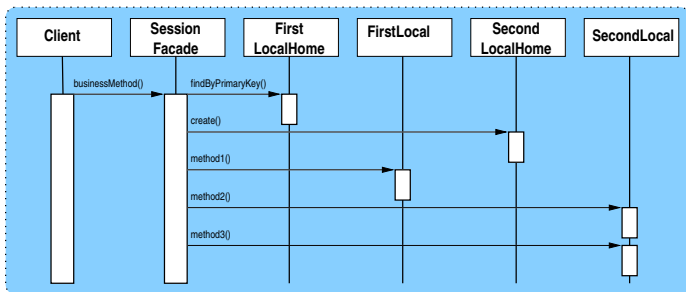 Client
Session
Facade
First
LocalHome
FirstLocal
Second
LocalHome
SecondLocal
businessMethod()
findByPrimaryKey()
create()
method1()
method2()
method3()